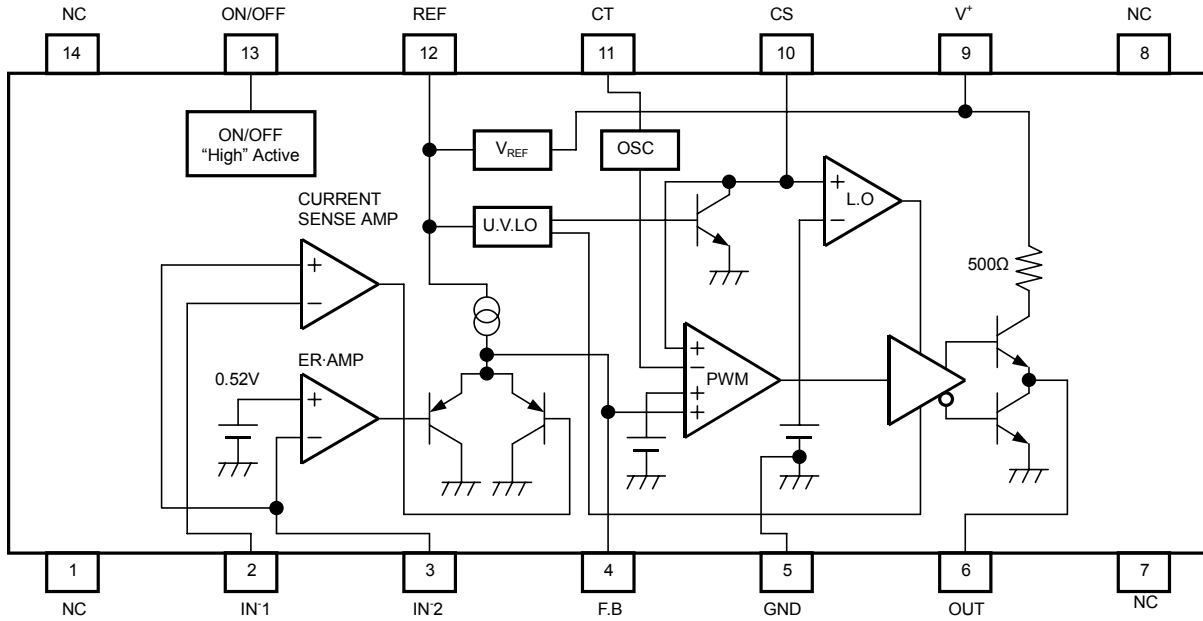 NC ON/OFF REF CT CS V⁺ NC
14 13 12 11 10 9 8
ON/OFF
“High” Active
VREF
OSC
CURRENT
SENSE AMP
U.V.LO
+
L.O
−
+
−
500Ω
ER·AMP
0.52V
+
−
+
−
+
+
PWM
1 2 3 4 5 6 7
NC IN⁻1 IN⁻2 F.B GND OUT NC